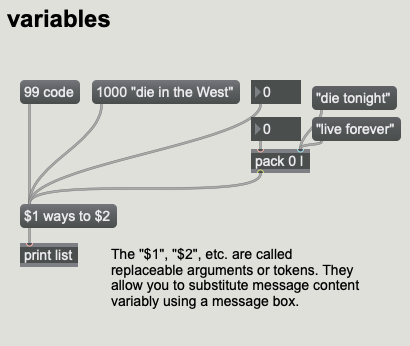 variables
99 code
1000 "die in the West"
0
"die tonight"
0
"live forever"
pack 0 l
$1 ways to $2
print list
The "$1", "$2", etc. are called
replaceable arguments or tokens. They
allow you to substitute message content
variably using a message box.